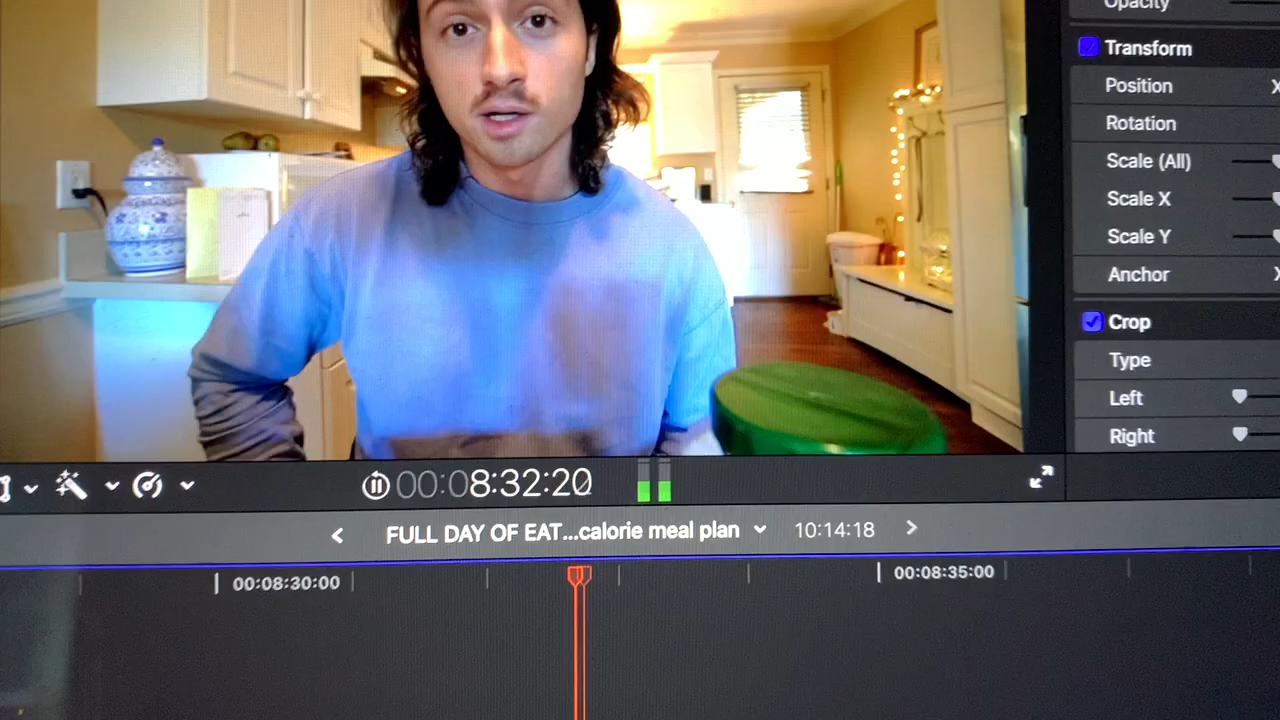 Opacity
Transform
Position X
Rotation
Scale (All)
Scale X
Scale Y
Anchor X
Crop
Type
Left
Right
00:08:32:20
FULL DAY OF EAT...calorie meal plan 10:14:18
00:08:30:00 00:08:35:00